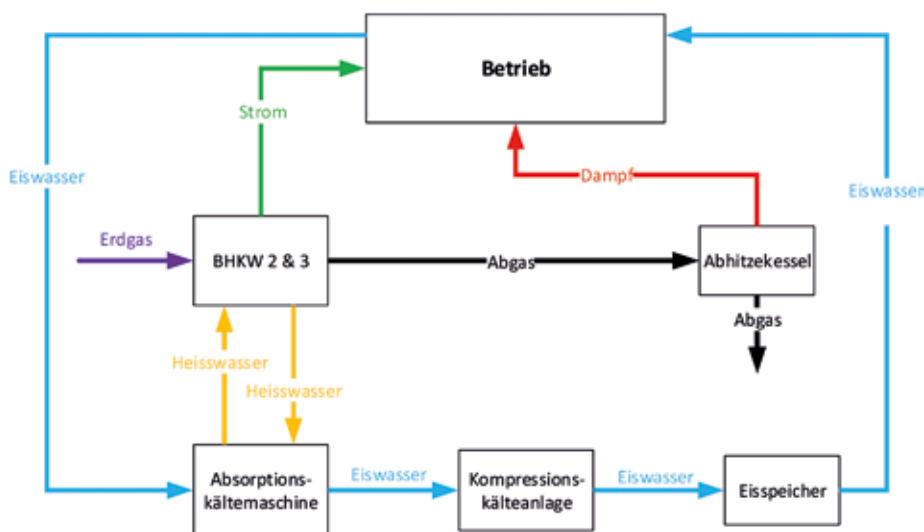 Betrieb
Strom
Eiswasser
Dampf
Eiswasser
Erdgas
BHKW 2 & 3
Abgas
Abhitzekessel
Abgas
Heisswasser
Heisswasser
Absorptions-
kältemaschine
Eiswasser
Kompressions-
kälteanlage
Eiswasser
Eisspeicher